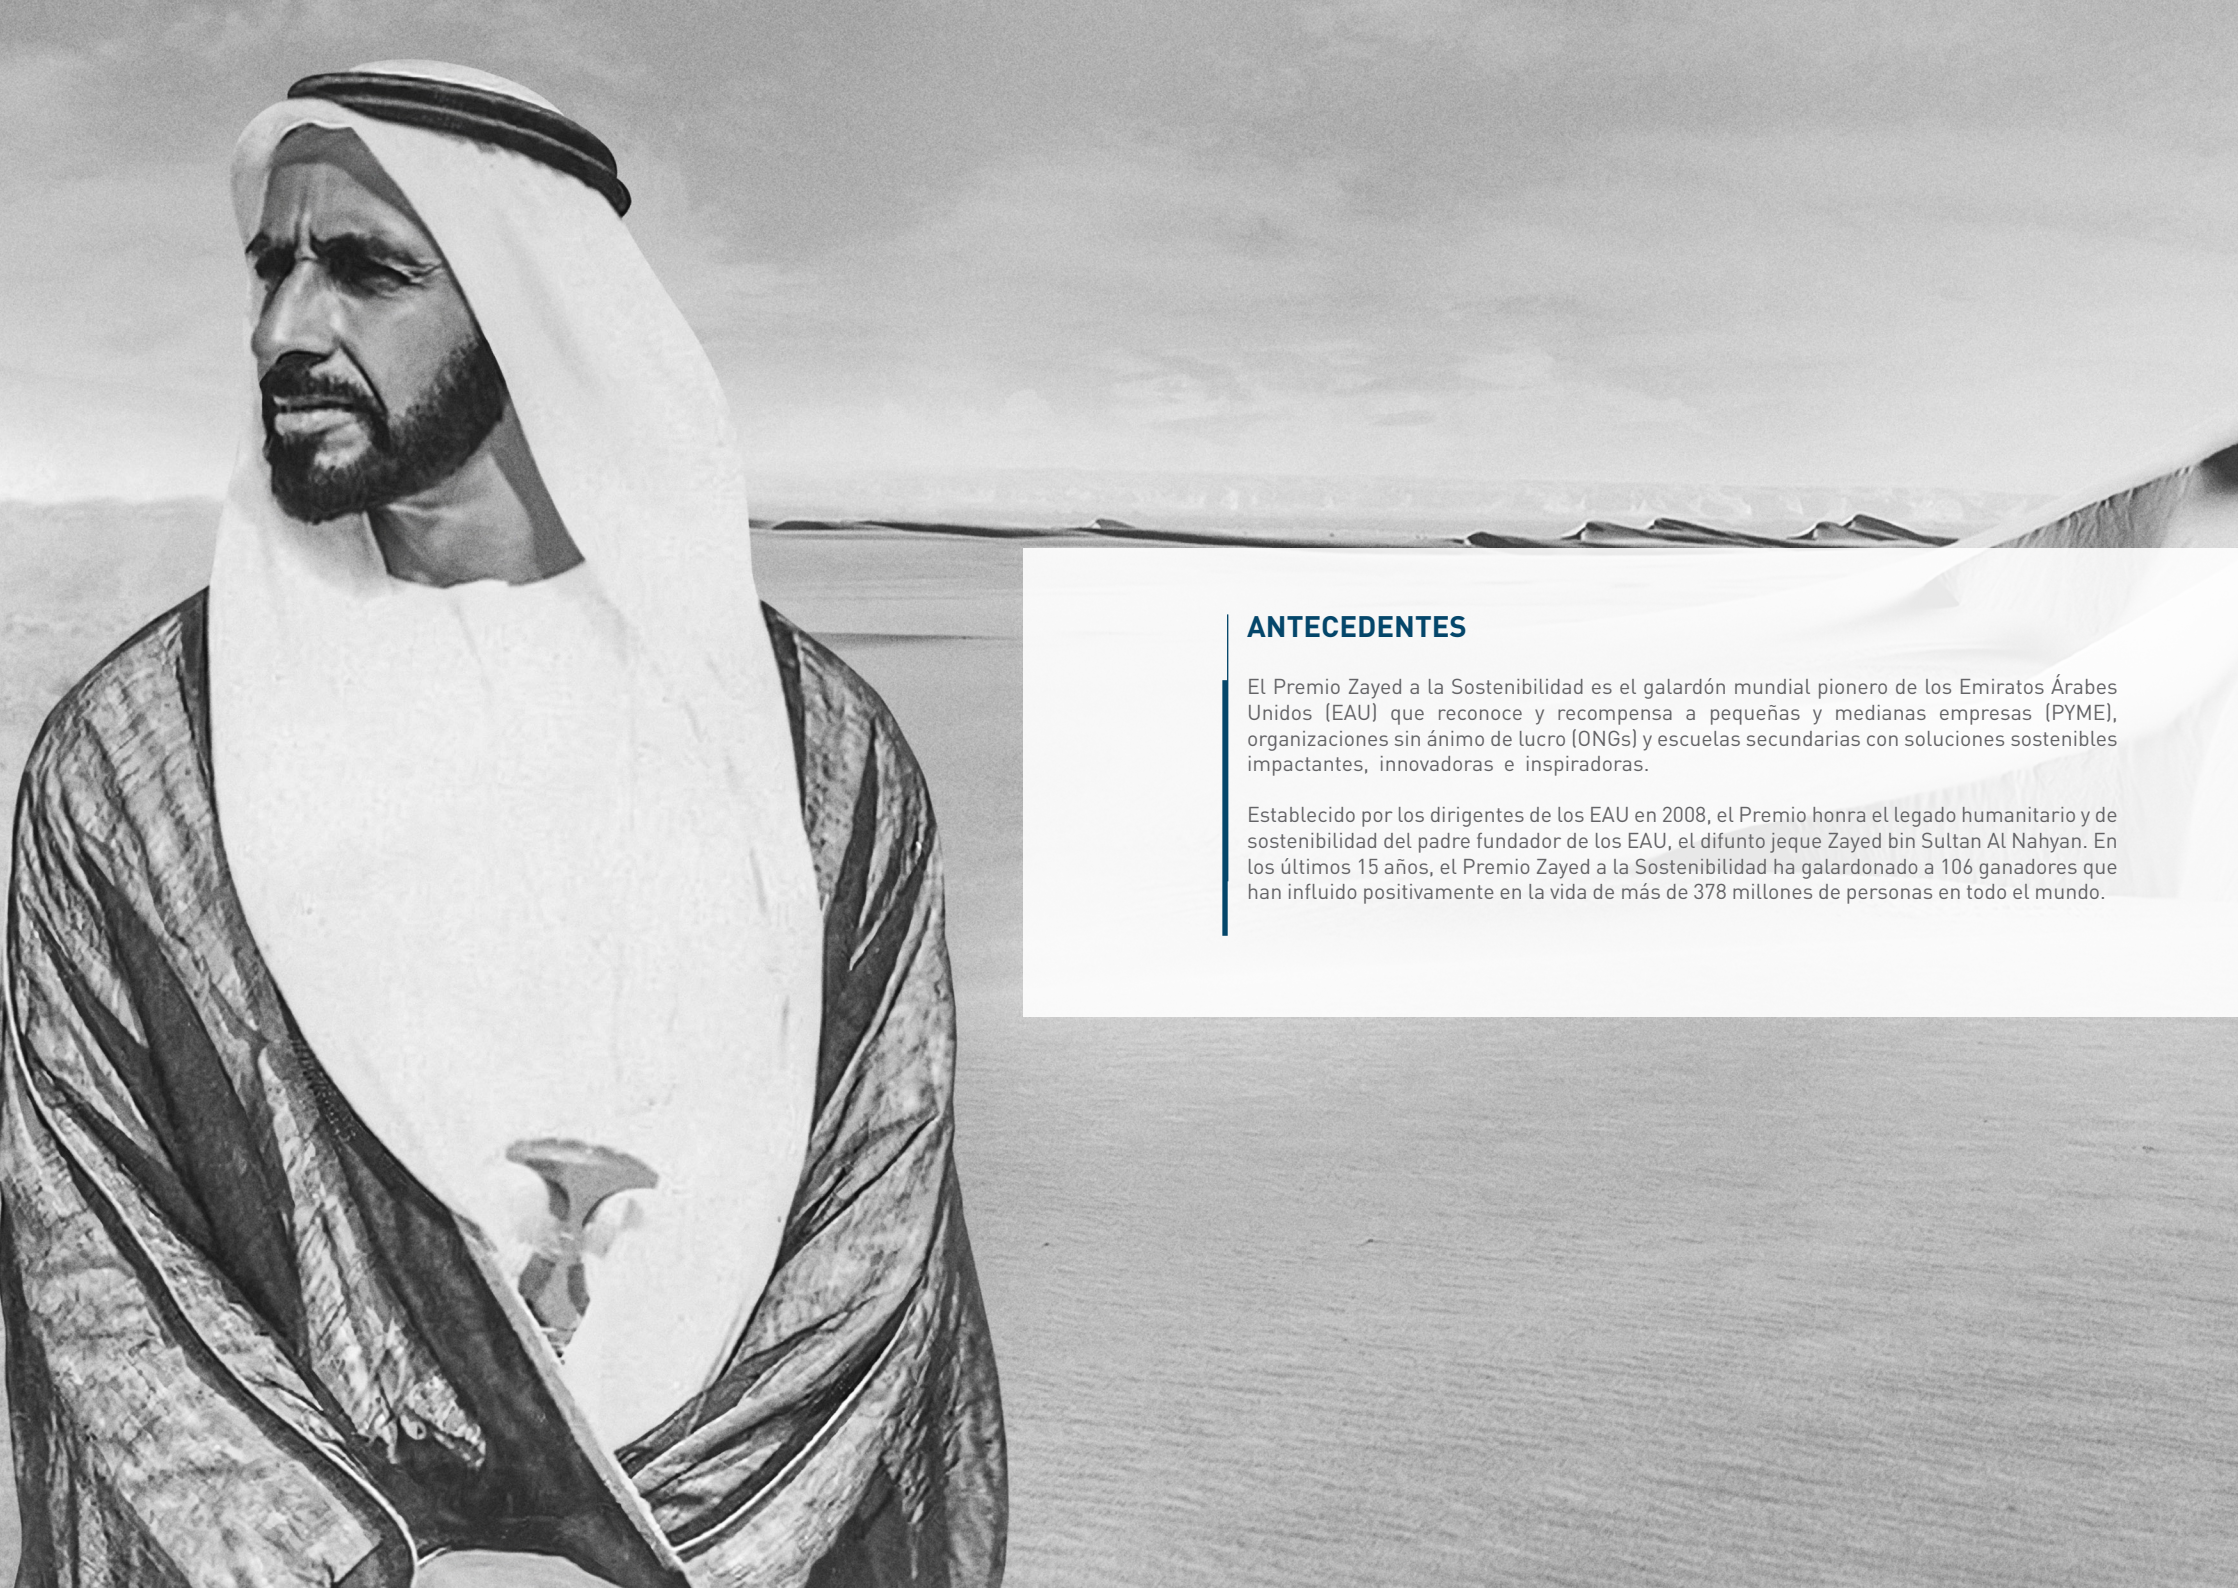 ANTECEDENTES
El Premio Zayed a la Sostenibilidad es el galardón mundial pionero de los Emiratos Árabes
Unidos (EAU) que reconoce y recompensa a pequeñas y medianas empresas (PYME),
organizaciones sin ánimo de lucro (ONGs) y escuelas secundarias con soluciones sostenibles
impactantes, innovadoras e inspiradoras.
Establecido por los dirigentes de los EAU en 2008, el Premio honra el legado humanitario y de
sostenibilidad del padre fundador de los EAU, el difunto jeque Zayed bin Sultan Al Nahyan. En
los últimos 15 años, el Premio Zayed a la Sostenibilidad ha galardonado a 106 ganadores que
han influido positivamente en la vida de más de 378 millones de personas en todo el mundo.